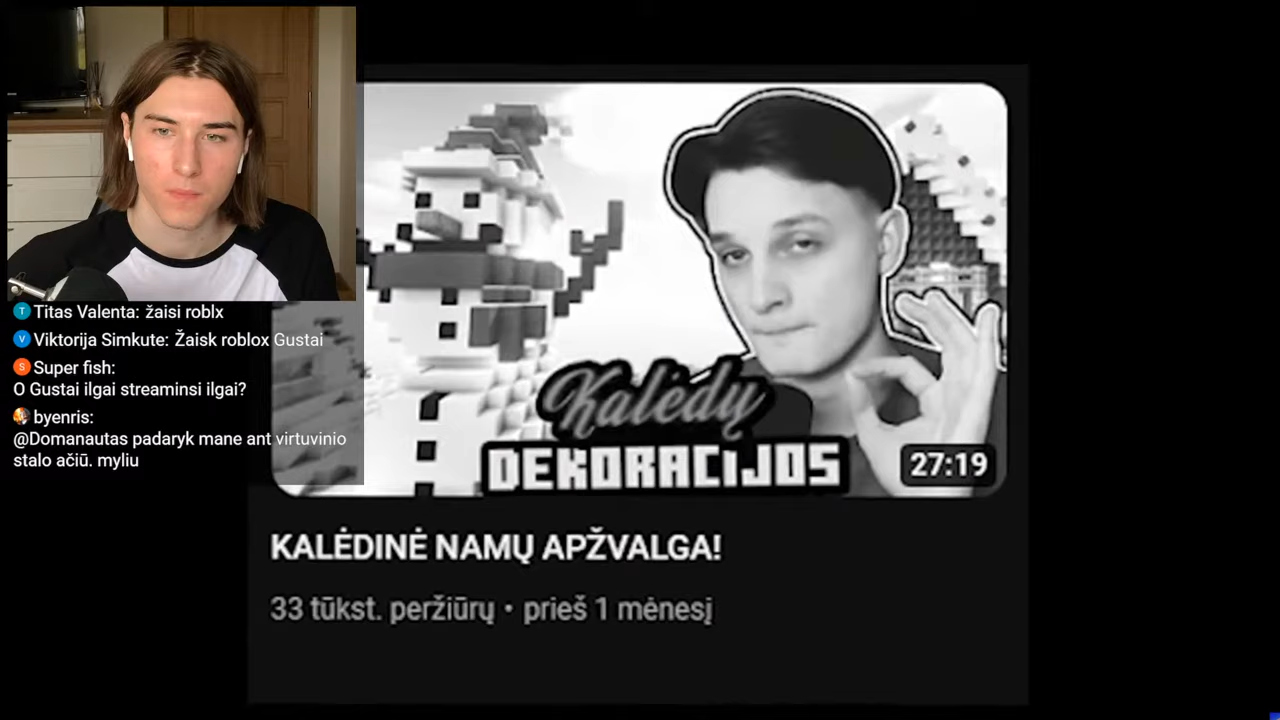 T Titas Valenta: žaisi roblx
V Viktorija Simkute: Žaisk roblox Gustai
S Super fish:
O Gustai ilgai streaminsi ilgai?
byenris:
@Domanautas padaryk mane ant virtuvinio
stalo ačiū. myliu
Kalėdų
DEKORACIJOS
27:19
KALĖDINĖ NAMŲ APŽVALGA!
33 tūkst. peržiūrų • prieš 1 mėnesį